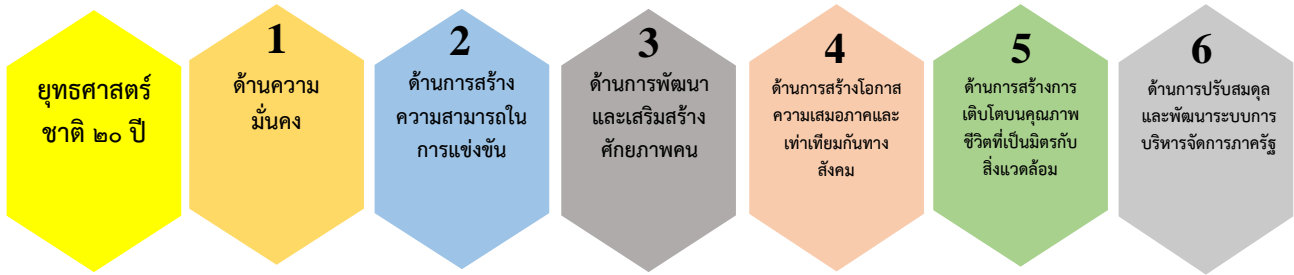 ยุทธศาสตร์
ชาติ ๒๐ ปี
1
ด้านความ
มั่นคง
2
ด้านการสร้าง
ความสามารถใน
การแข่งขัน
3
ด้านการพัฒนา
และเสริมสร้าง
ศักยภาพคน
4
ด้านการสร้างโอกาส
ความเสมอภาคและ
เท่าเทียมกันทาง
สังคม
5
ด้านการสร้างการ
เติบโตบนคุณภาพ
ชีวิตที่เป็นมิตรกับ
สิ่งแวดล้อม
6
ด้านการปรับสมดุล
และพัฒนาระบบการ
บริหารจัดการภาครัฐ